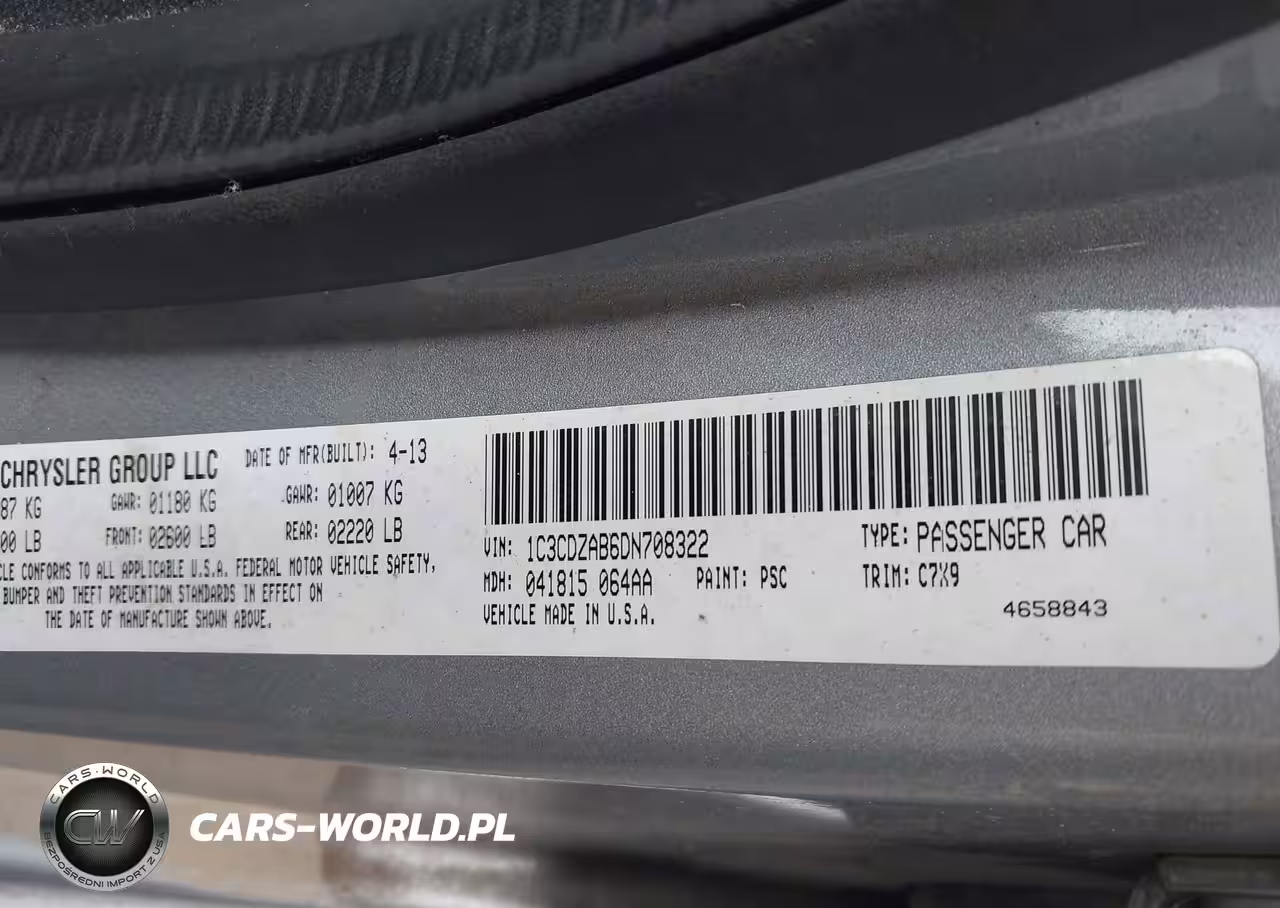 CHRYSLER GROUP LLC DATE OF MFR(BUILT): 4-13
87 KG GAWR: 01180 KG GAWR: 01007 KG
00 LB FRONT: 02600 LB REAR: 02220 LB
CLE CONFORMS TO ALL APPLICABLE U.S.A. FEDERAL MOTOR VEHICLE SAFETY,
BUMPER AND THEFT PREVENTION STANDARDS IN EFFECT ON
THE DATE OF MANUFACTURE SHOWN ABOVE.
VIN: 1C3CDZAB6DN708322 TYPE: PASSENGER CAR
MDH: 041815 064AA PAINT: PSC TRIM: C7X9
VEHICLE MADE IN U.S.A. 4658843
CARS-WORLD
CW
BEZPOŚREDNI IMPORT Z USA
CARS-WORLD.PL